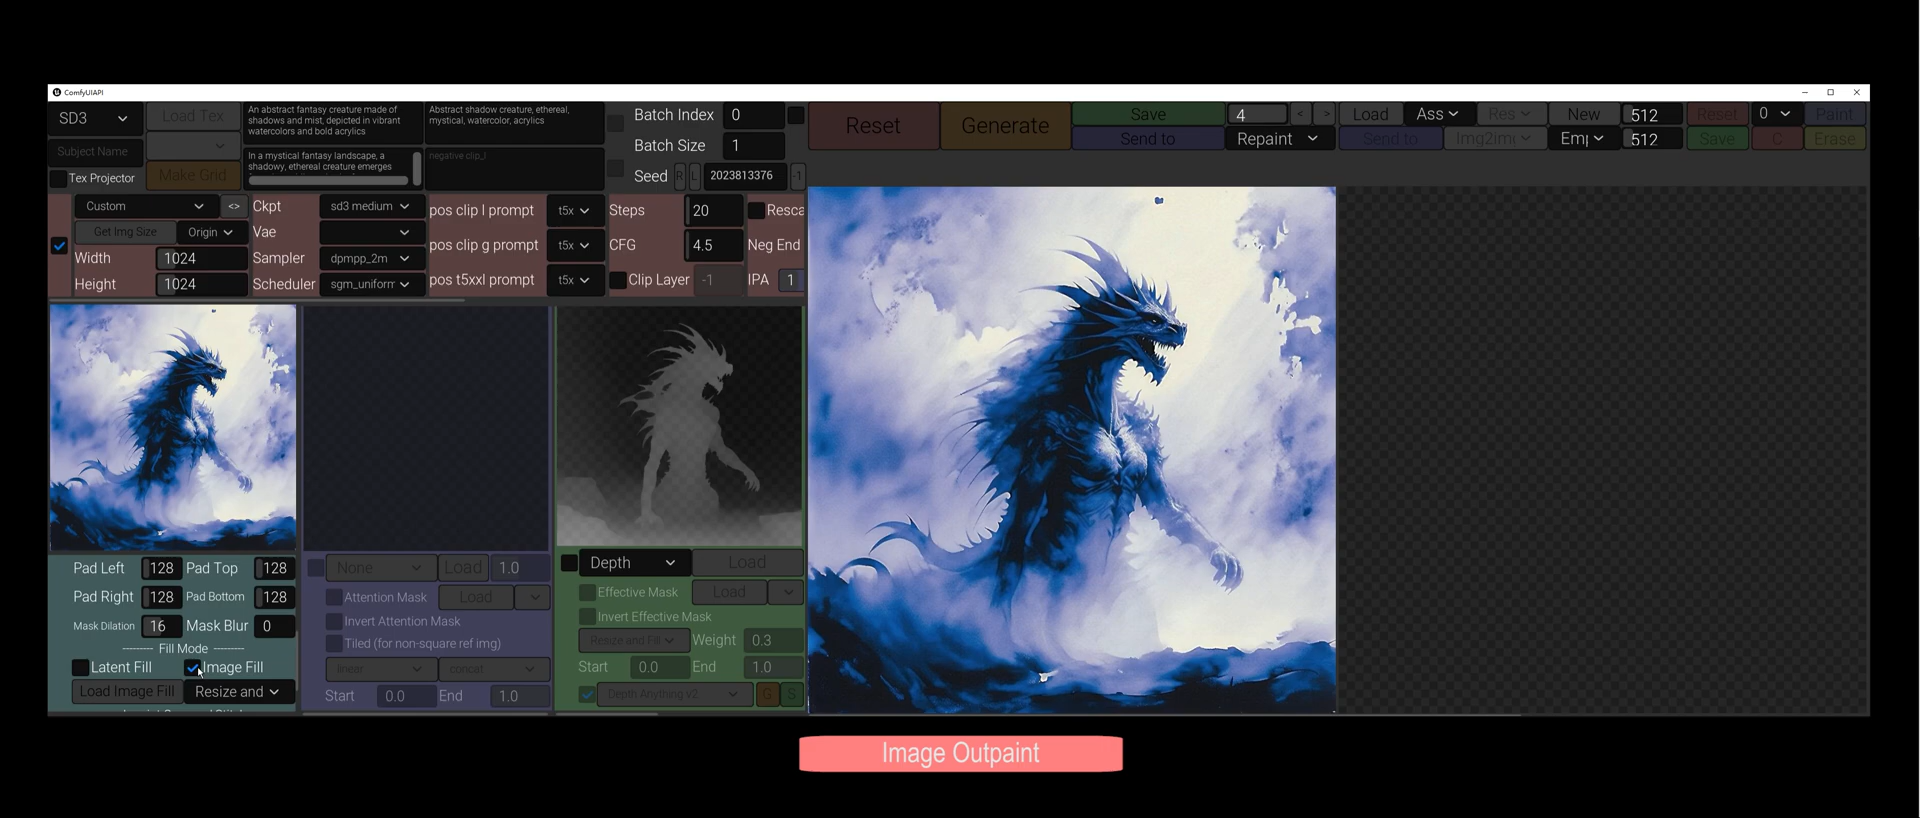 ComfyUIAPI
SD3
Load Tex
Subject Name
Tex Projector
Make Grid
An abstract fantasy creature made of
shadows and mist, depicted in vibrant
watercolors and bold acrylics
In a mystical fantasy landscape, a
shadowy, ethereal creature emerges
Abstract shadow creature, ethereal,
mystical, watercolor, acrylics
negative clip_l
Batch Index 0
Batch Size 1
Seed R L 2023813376 -1
Reset
Generate
Save
Send to
4 < >
Repaint
Load Ass Res New 512 Reset 0 Paint
Send to Img2im Em 512 Save C Erase
Custom <>
Get Img Size Origin
Width 1024
Height 1024
Ckpt sd3 medium
Vae
Sampler dpmpp_2m
Scheduler sgm_uniform
pos clip l prompt t5x
pos clip g prompt t5x
pos t5xxl prompt t5x
Steps 20
CFG 4.5
Clip Layer -1
Resca
Neg End
IPA 1
Pad Left 128 Pad Top 128
Pad Right 128 Pad Bottom 128
Mask Dilation 16 Mask Blur 0
--------- Fill Mode ---------
Latent Fill Image Fill
Load Image Fill Resize and
None Load 1.0
Attention Mask Load
Invert Attention Mask
Tiled (for non-square ref img)
linear concat
Start 0.0 End 1.0
Depth Load
Effective Mask Load
Invert Effective Mask
Resize and Fill Weight 0.3
Start 0.0 End 1.0
Depth Anything v2 G S
Image Outpaint